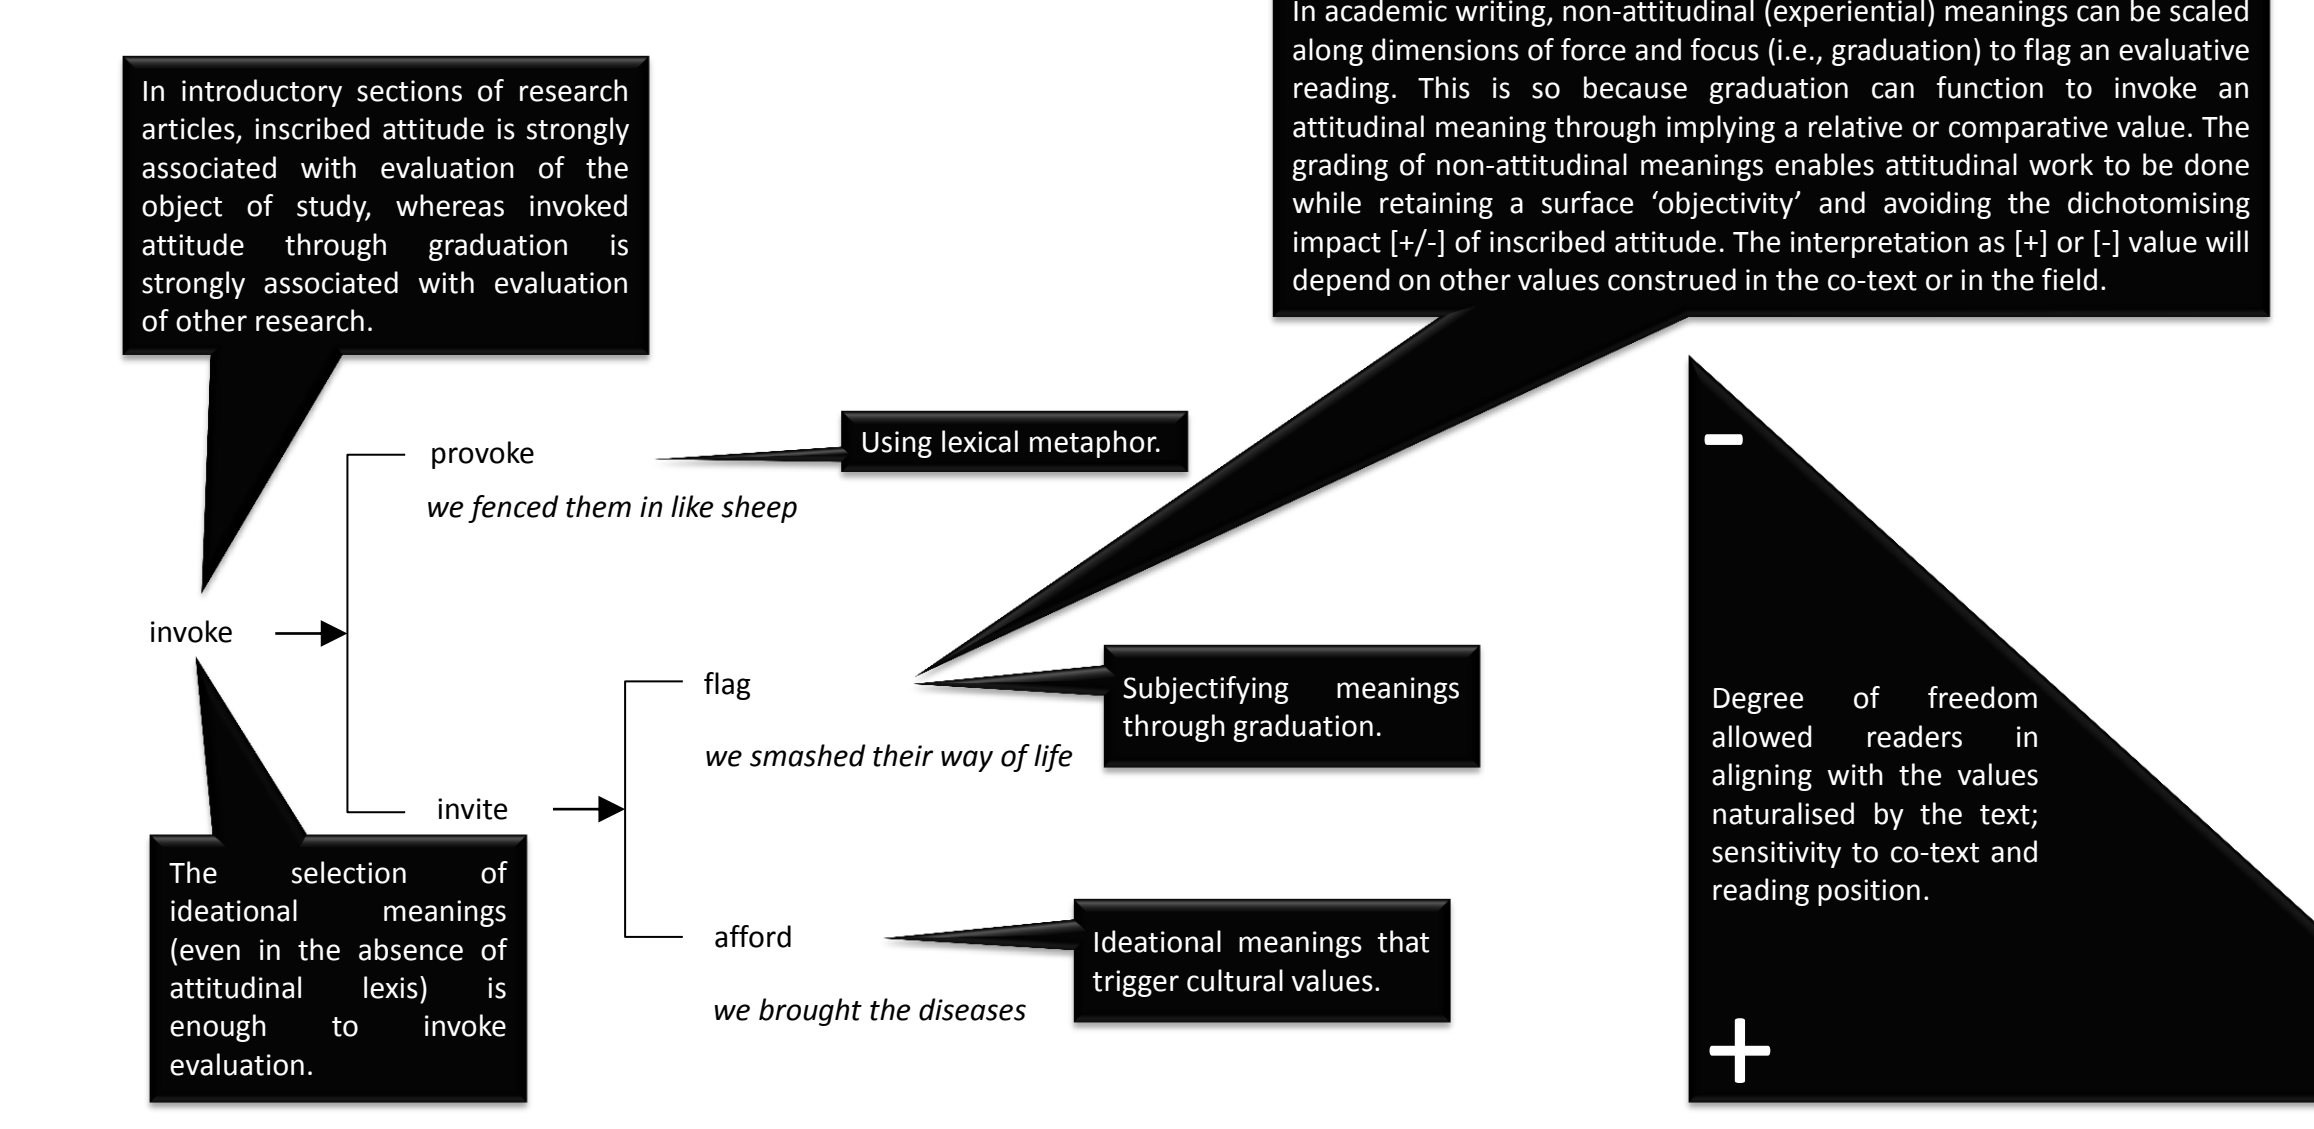 In academic writing, non-attitudinal (experiential) meanings can be scaled
along dimensions of force and focus (i.e., graduation) to flag an evaluative
reading. This is so because graduation can function to invoke an
attitudinal meaning through implying a relative or comparative value. The
grading of non-attitudinal meanings enables attitudinal work to be done
while retaining a surface ‘objectivity’ and avoiding the dichotomising
impact [+/-] of inscribed attitude. The interpretation as [+] or [-] value will
depend on other values construed in the co-text or in the field.
In introductory sections of research
articles, inscribed attitude is strongly
associated with evaluation of the
object of study, whereas invoked
attitude through graduation is
strongly associated with evaluation
of other research.
provoke
Using lexical metaphor.
we fenced them in like sheep
invoke
flag
Subjectifying meanings
through graduation.
we smashed their way of life
invite
The selection of
ideational meanings
(even in the absence of
attitudinal lexis) is
enough to invoke
evaluation.
afford
Ideational meanings that
trigger cultural values.
we brought the diseases
-
Degree of freedom
allowed readers in
aligning with the values
naturalised by the text;
sensitivity to co-text and
reading position.
+